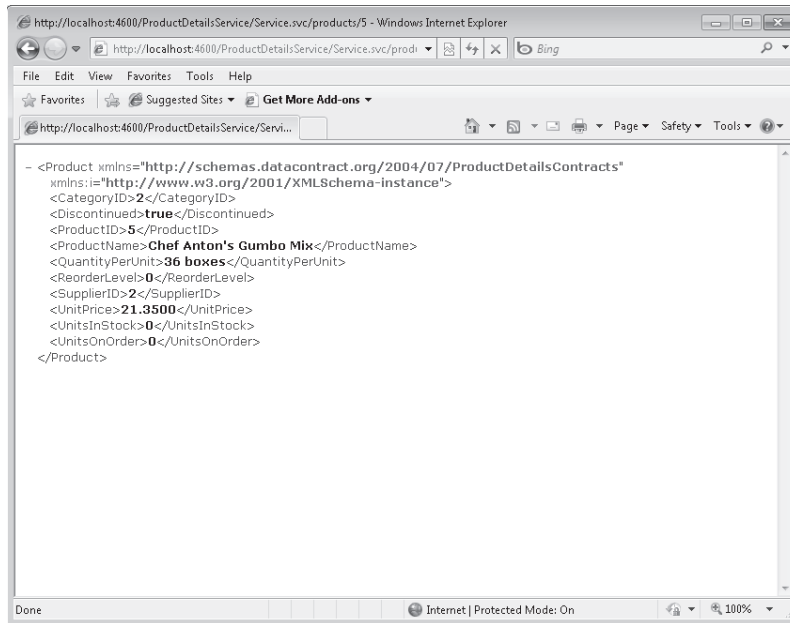 http://localhost:4600/ProductDetailsService/Service.svc/products/5 - Windows Internet Explorer
http://localhost:4600/ProductDetailsService/Service.svc/prod
Bing
File Edit View Favorites Tools Help
Favorites Suggested Sites Get More Add-ons
http://localhost:4600/ProductDetailsService/Servi...
Page Safety Tools
- <Product xmlns="http://schemas.datacontract.org/2004/07/ProductDetailsContracts"
xmlns:i="http://www.w3.org/2001/XMLSchema-instance">
<CategoryID>2</CategoryID>
<Discontinued>true</Discontinued>
<ProductID>5</ProductID>
<ProductName>Chef Anton's Gumbo Mix</ProductName>
<QuantityPerUnit>36 boxes</QuantityPerUnit>
<ReorderLevel>0</ReorderLevel>
<SupplierID>2</SupplierID>
<UnitPrice>21.3500</UnitPrice>
<UnitsInStock>0</UnitsInStock>
<UnitsOnOrder>0</UnitsOnOrder>
</Product>
Done
Internet | Protected Mode: On
100%